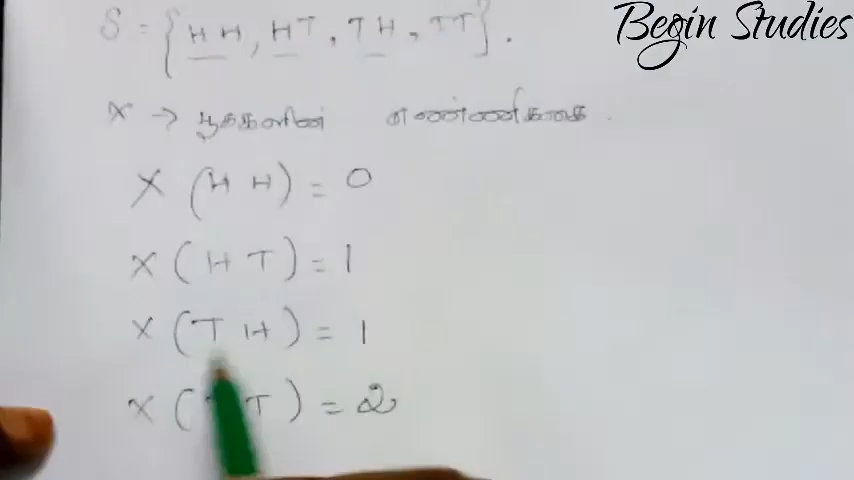 Begin Studies
S = { HH, HT, TH, TT }.
X → பூக்களின் எண்ணிக்கை.
X (HH) = 0
X (HT) = 1
X (TH) = 1
X (TT) = 2